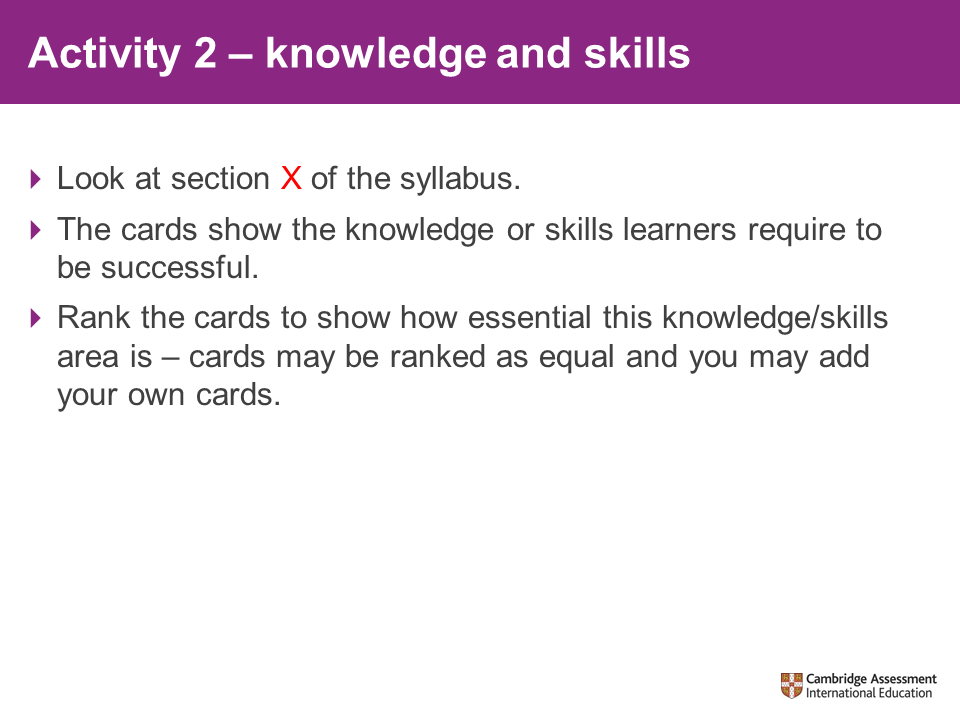 Activity 2 – knowledge and skills
Look at section X of the syllabus.
The cards show the knowledge or skills learners require to
be successful.
Rank the cards to show how essential this knowledge/skills
area is – cards may be ranked as equal and you may add
your own cards.
Cambridge Assessment
International Education